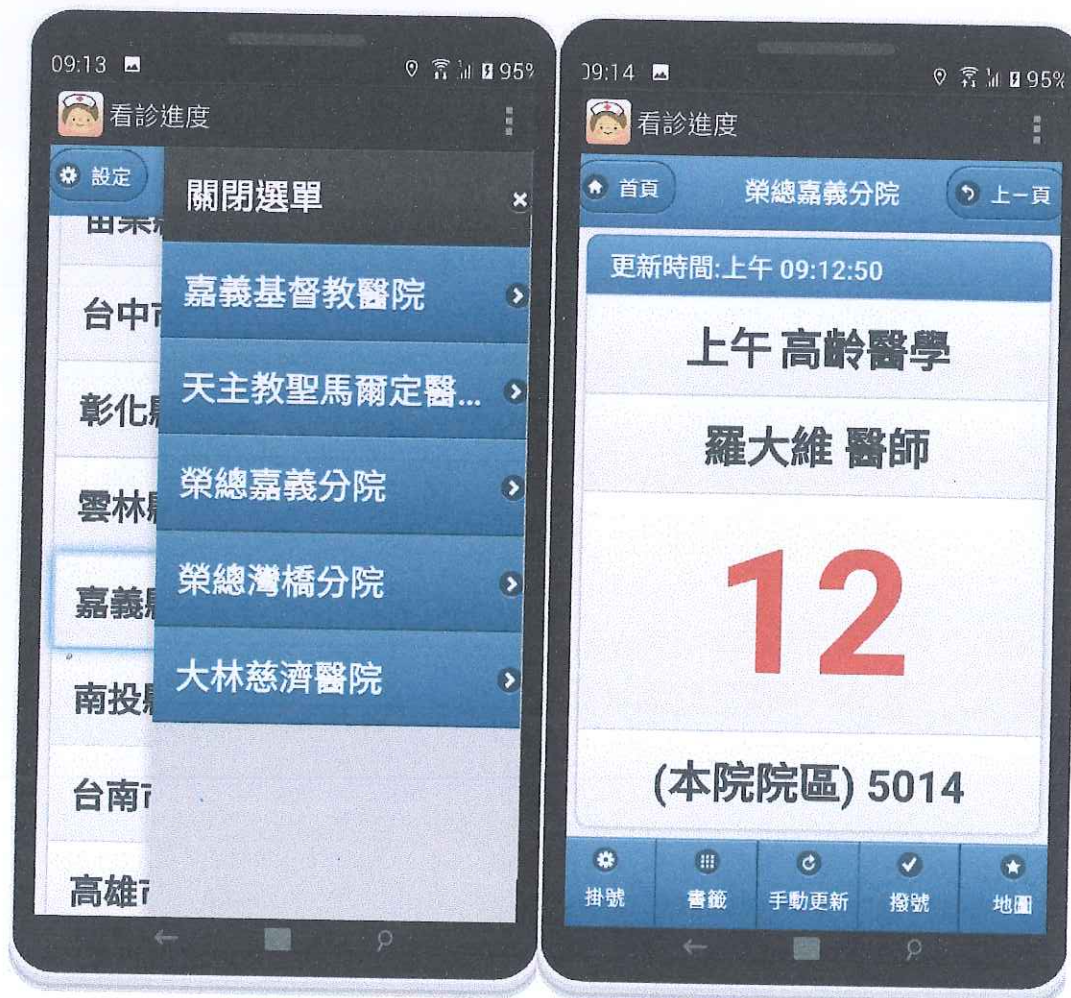 09:13
95%
看診進度
設定
關閉選單
苗栗
台中市
彰化縣
雲林縣
嘉義縣
南投縣
台南市
高雄市
嘉義基督教醫院
天主教聖馬爾定醫...
榮總嘉義分院
榮總灣橋分院
大林慈濟醫院
09:14
95%
看診進度
首頁
榮總嘉義分院
上一頁
更新時間:上午 09:12:50
上午 高齡醫學
羅大維 醫師
12
(本院院區) 5014
掛號
書籤
手動更新
撥號
地圖